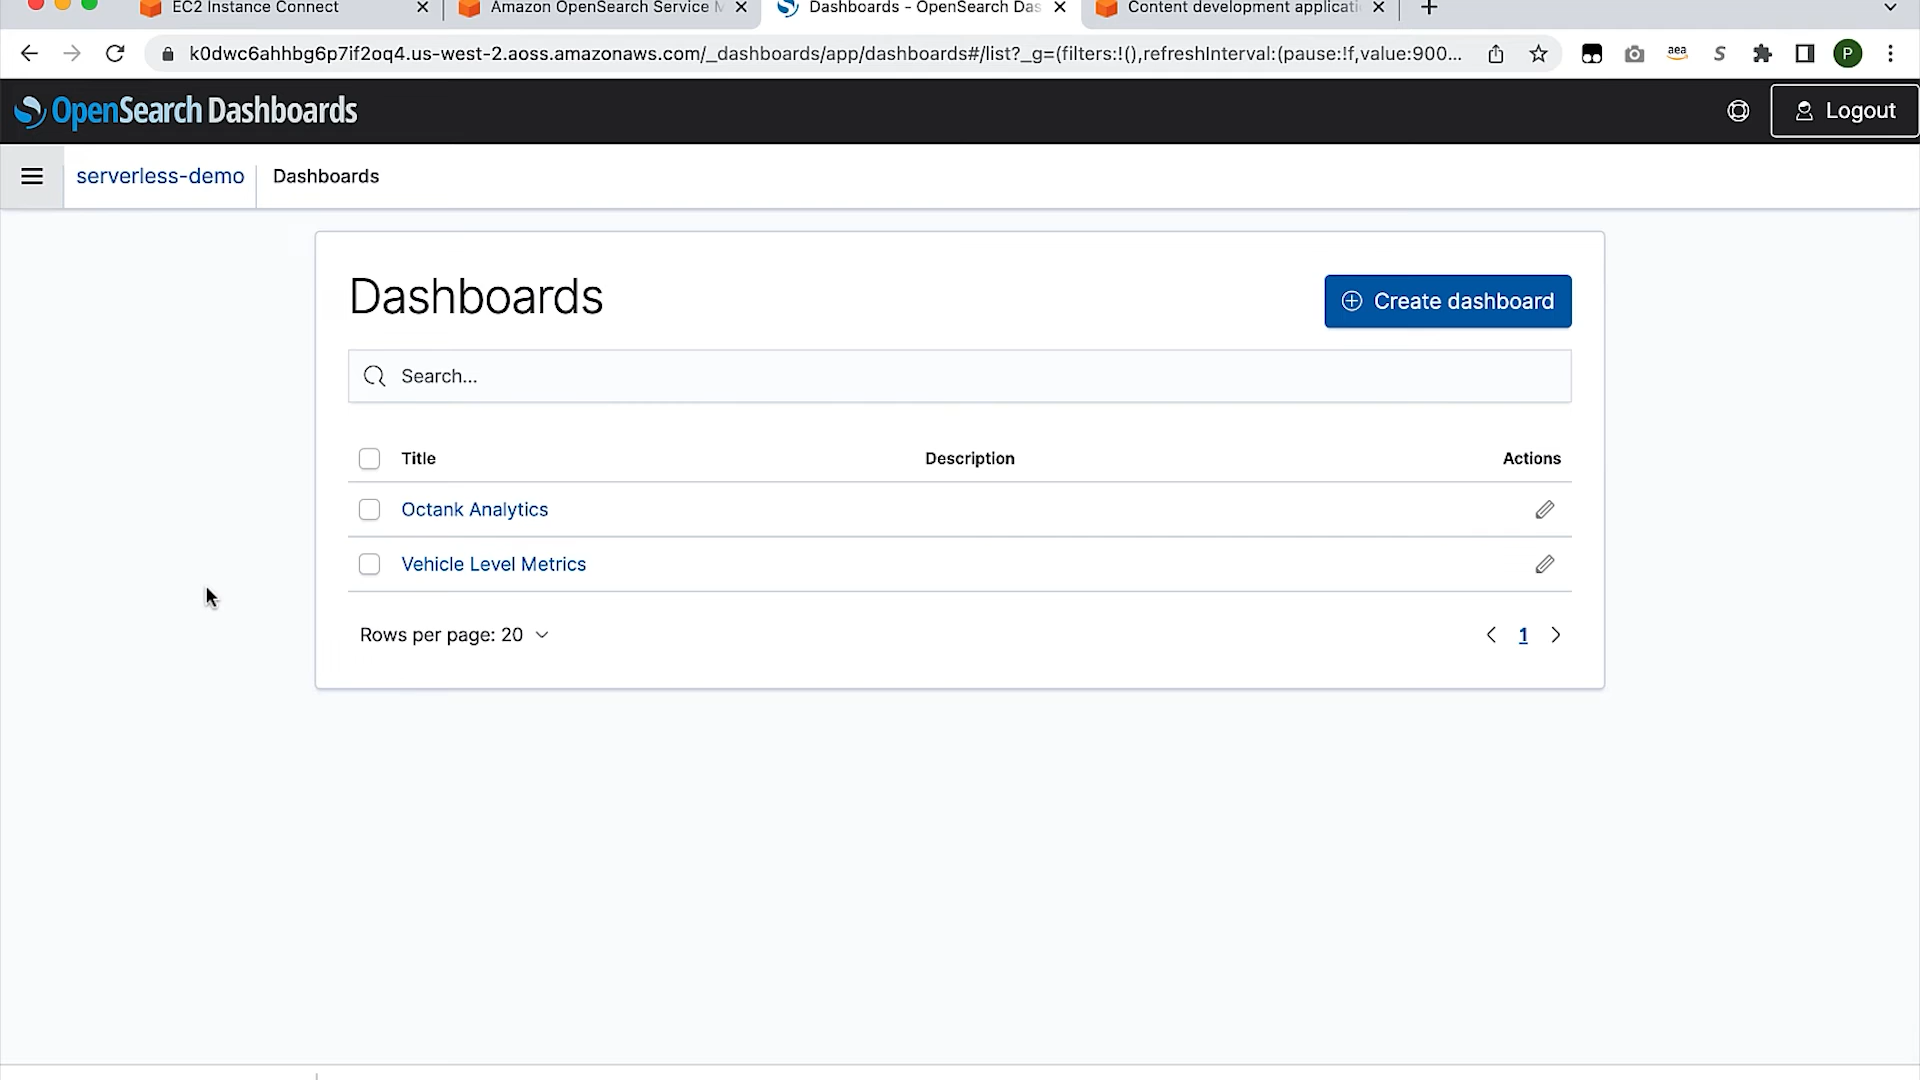 EC2 Instance Connect
Amazon OpenSearch Service
Dashboards - OpenSearch Das
Content development applicati
k0dwc6ahhbg6p7if2oq4.us-west-2.aoss.amazonaws.com/_dashboards/app/dashboards#/list?_g=(filters:!(),refreshInterval:(pause:!f,value:900...
aea
S
P
OpenSearch Dashboards
Logout
serverless-demo
Dashboards
Dashboards
Create dashboard
Search...
Title Description Actions
Octank Analytics
Vehicle Level Metrics
Rows per page: 20
1